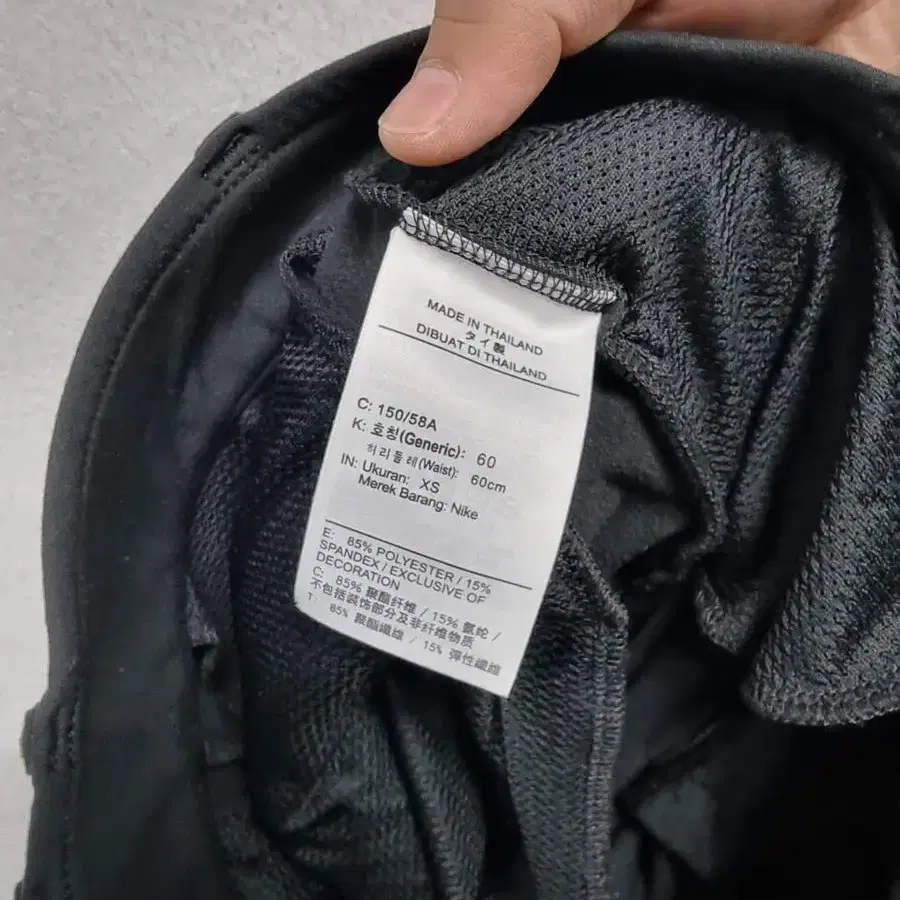 MADE IN THAILAND
タイ製
DIBUAT DI THAILAND
C: 150/58A
K: 호칭(Generic): 60
허리둘레(Waist): 60cm
IN: Ukuran: XS
Merek Barang: Nike
E: 85% POLYESTER / 15%
SPANDEX / EXCLUSIVE OF
DECORATION
C. 85% 聚酯纤维 / 15% 氨纶/
不包括装饰部分及非纤维物质
T: 85% 聚酯纖維 / 15% 彈性纖維